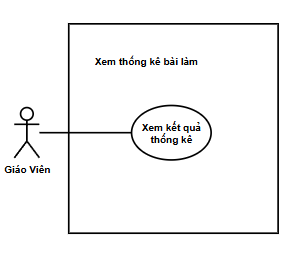 Xem thống kê bài làm
Xem kết quả
thống kê
Giáo Viên